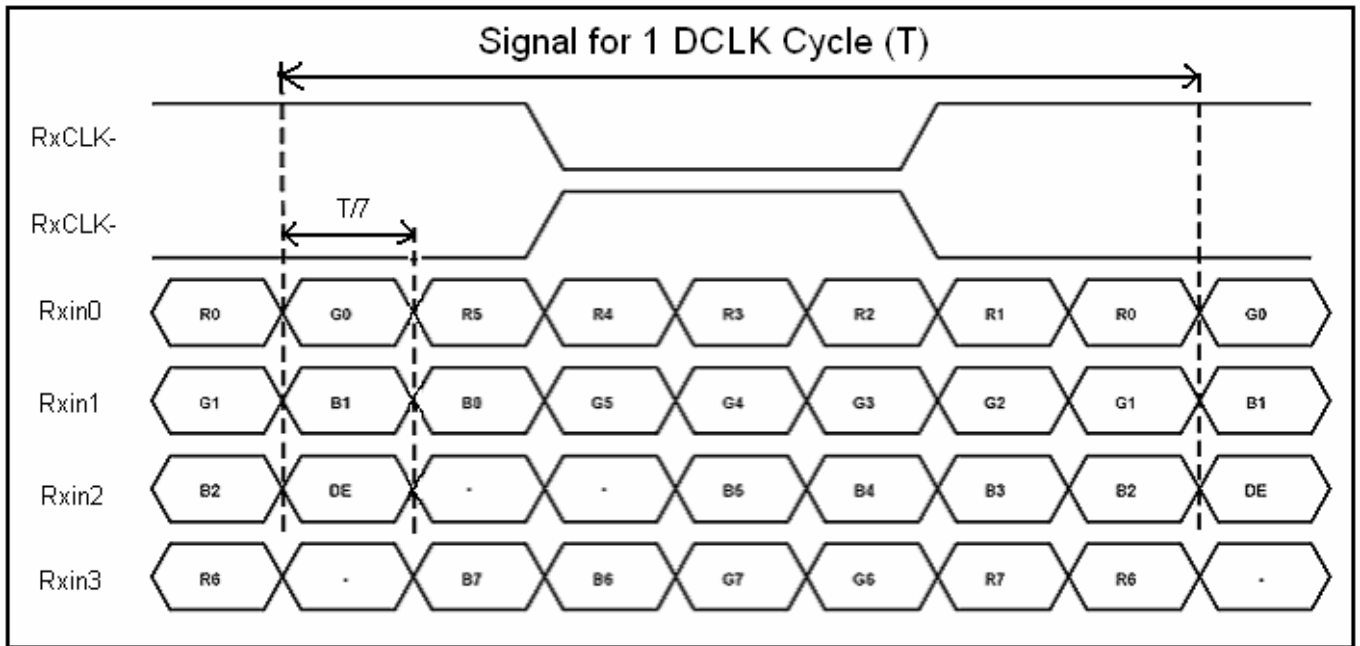 Signal for 1 DCLK Cycle (T)
RxCLK-
RxCLK-
T/7
Rxin0 R0 G0 R5 R4 R3 R2 R1 R0 G0
Rxin1 G1 B1 B0 G5 G4 G3 G2 G1 B1
Rxin2 B2 DE - - B5 B4 B3 B2 DE
Rxin3 R6 - B7 B6 G7 G6 R7 R6 -